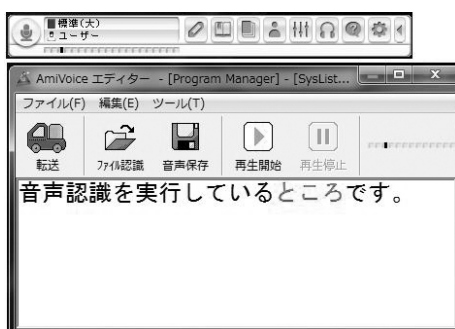 ■標準(大)
ユーザー
AmiVoice エディター - [Program Manager] - [SysList...
ファイル(F) 編集(E) ツール(T)
転送 ファイル認識 音声保存 再生開始 再生停止
音声認識を実行しているところです。